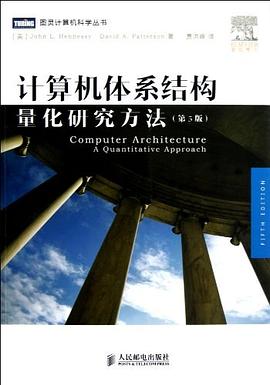 TURING 图灵计算机科学丛书
[美] John L. Hennessy David A. Patterson 著
ELSEVIER
计算机体系结构
量化研究方法(第5版)
Computer Architecture
A Quantitative Approach
FIFTH EDITION
人民邮电出版社
POSTS & TELECOM PRESS